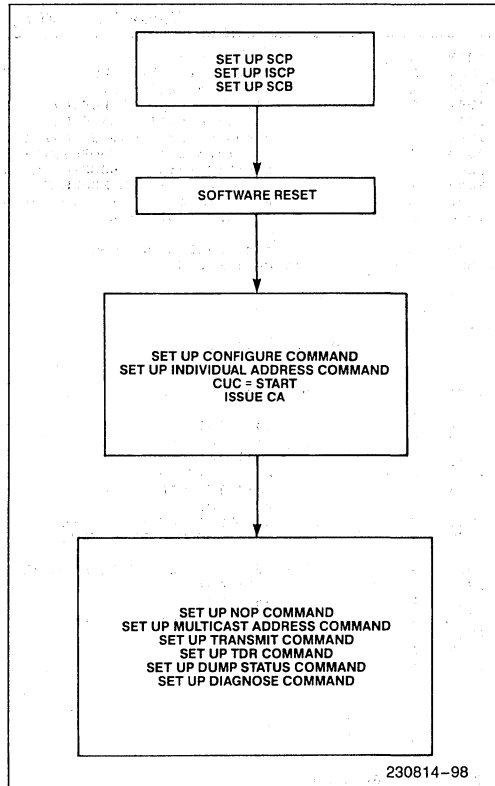 SET UP SCP
SET UP ISCP
SET UP SCB
SOFTWARE RESET
SET UP CONFIGURE COMMAND
SET UP INDIVIDUAL ADDRESS COMMAND
CUC = START
ISSUE CA
SET UP NOP COMMAND
SET UP MULTICAST ADDRESS COMMAND
SET UP TRANSMIT COMMAND
SET UP TDR COMMAND
SET UP DUMP STATUS COMMAND
SET UP DIAGNOSE COMMAND
230814–98